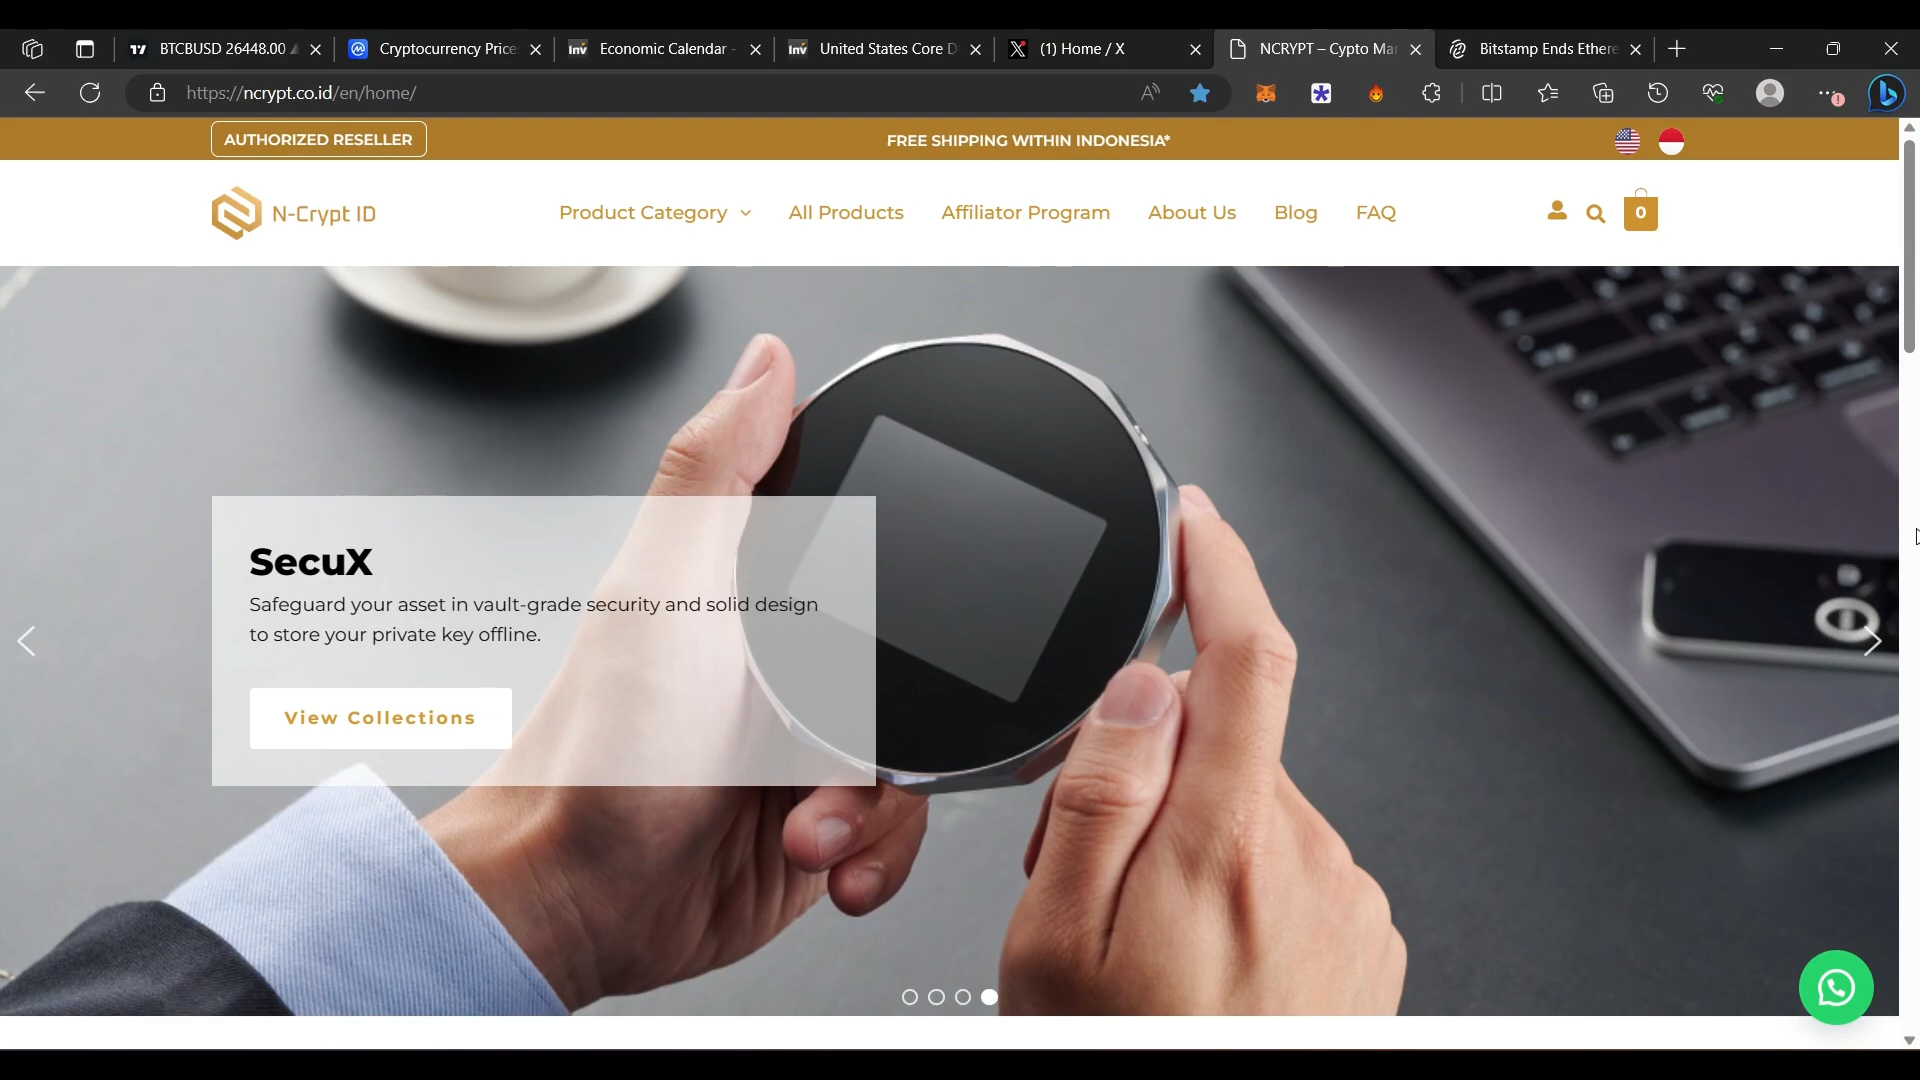 BTCBUSD 26448.00
Cryptocurrency Price
Economic Calendar -
United States Core D
(1) Home / X
NCRYPT – Cypto Mar
Bitstamp Ends Ethere
https://ncrypt.co.id/en/home/
AUTHORIZED RESELLER
FREE SHIPPING WITHIN INDONESIA*
N-Crypt ID
Product Category
All Products
Affiliator Program
About Us
Blog
FAQ
0
SecuX
Safeguard your asset in vault-grade security and solid design
to store your private key offline.
View Collections